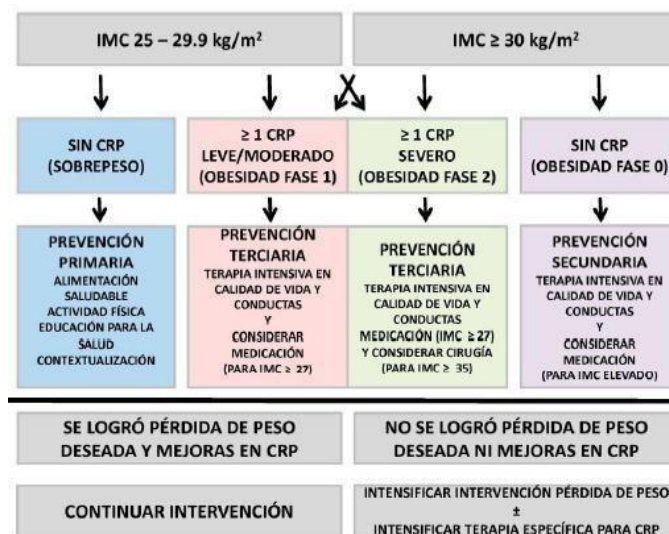 IMC 25 – 29.9 kg/m²
IMC ≥ 30 kg/m²
SIN CRP
(SOBREPESO)
≥ 1 CRP
LEVE/MODERADO
(OBESIDAD FASE 1)
≥1 CRP
SEVERO
(OBESIDAD FASE 2)
SIN CRP
(OBESIDAD FASE 0)
PREVENCIÓN
PRIMARIA
ALIMENTACIÓN
SALUDABLE
ACTIVIDAD FÍSICA
EDUCACIÓN PARA LA
SALUD
CONTEXTUALIZACIÓN
PREVENCIÓN
TERCIARIA
TERAPIA INTENSIVA EN
CALIDAD DE VIDA Y
CONDUCTAS
Y
CONSIDERAR
MEDICACIÓN
(PARA IMC ≥ 27)
PREVENCIÓN
TERCIARIA
TERAPIA INTENSIVA EN
CALIDAD DE VIDA Y
CONDUCTAS
MEDICACIÓN (IMC ≥27)
Y CONSIDERAR CIRUGÍA
(PARA IMC ≥ 35)
PREVENCIÓN
SECUNDARIA
TERAPIA INTENSIVA EN
CALIDAD DE VIDA Y
CONDUCTAS
Y
CONSIDERAR
MEDICACIÓN
(PARA IMC ELEVADO)
SE LOGRÓ PÉRDIDA DE PESO
DESEADA Y MEJORAS EN CRP
NO SE LOGRÓ PÉRDIDA DE PESO
DESEADA NI MEJORAS EN CRP
CONTINUAR INTERVENCIÓN
INTENSIFICAR INTERVENCIÓN PÉRDIDA DE PESO
±
INTENSIFICAR TERAPIA ESPECÍFICA PARA CRP